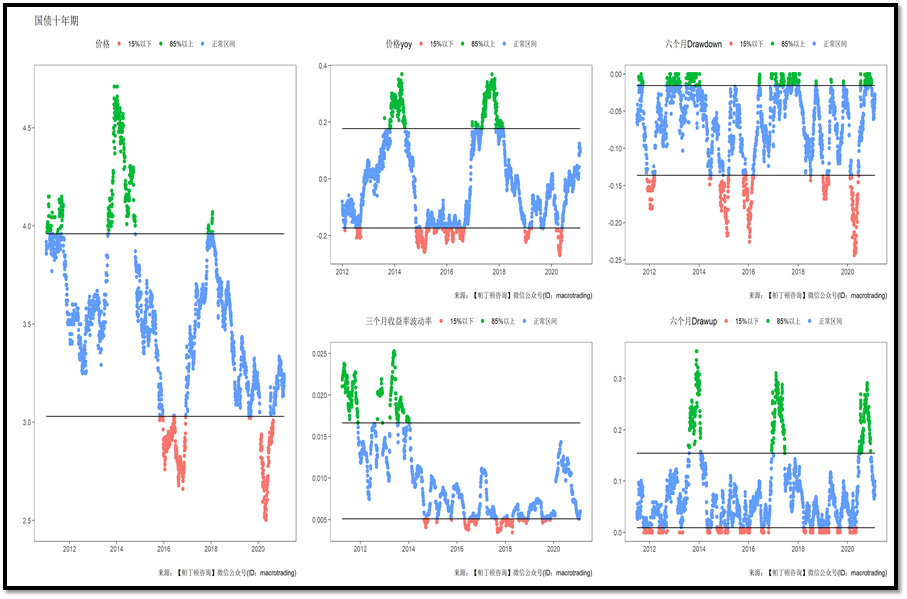 国债十年期
价格 15%以下 85%以上 正常区间
4.5
4.0
3.5
3.0
2.5
2012 2014 2016 2018 2020
来源：【帕丁顿咨询】微信公众号(ID：macrotrading)
价格yoy 15%以下 85%以上 正常区间
0.4
0.2
0.0
-0.2
2012 2014 2016 2018 2020
来源：【帕丁顿咨询】微信公众号(ID：macrotrading)
六个月Drawdown 15%以下 85%以上 正常区间
0.00
-0.05
-0.10
-0.15
-0.20
-0.25
2012 2014 2016 2018 2020
来源：【帕丁顿咨询】微信公众号(ID：macrotrading)
三个月收益率波动率 15%以下 85%以上 正常区间
0.025
0.020
0.015
0.010
0.005
2012 2014 2016 2018 2020
来源：【帕丁顿咨询】微信公众号(ID：macrotrading)
六个月Drawup 15%以下 85%以上 正常区间
0.3
0.2
0.1
0.0
2012 2014 2016 2018 2020
来源：【帕丁顿咨询】微信公众号(ID：macrotrading)